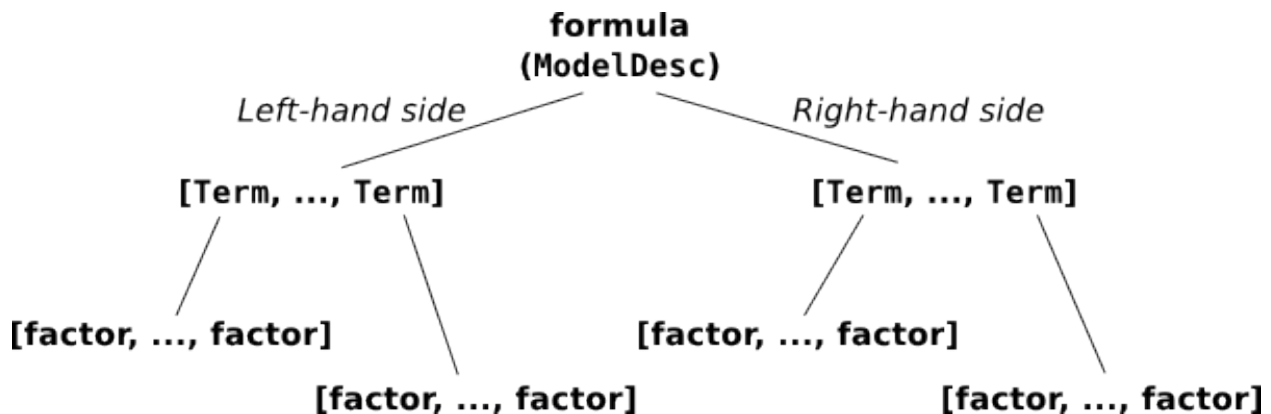 formula
(ModelDesc)
Left-hand side
Right-hand side
[Term, ..., Term]
[Term, ..., Term]
[factor, ..., factor]
[factor, ..., factor]
[factor, ..., factor]
[factor, ..., factor]